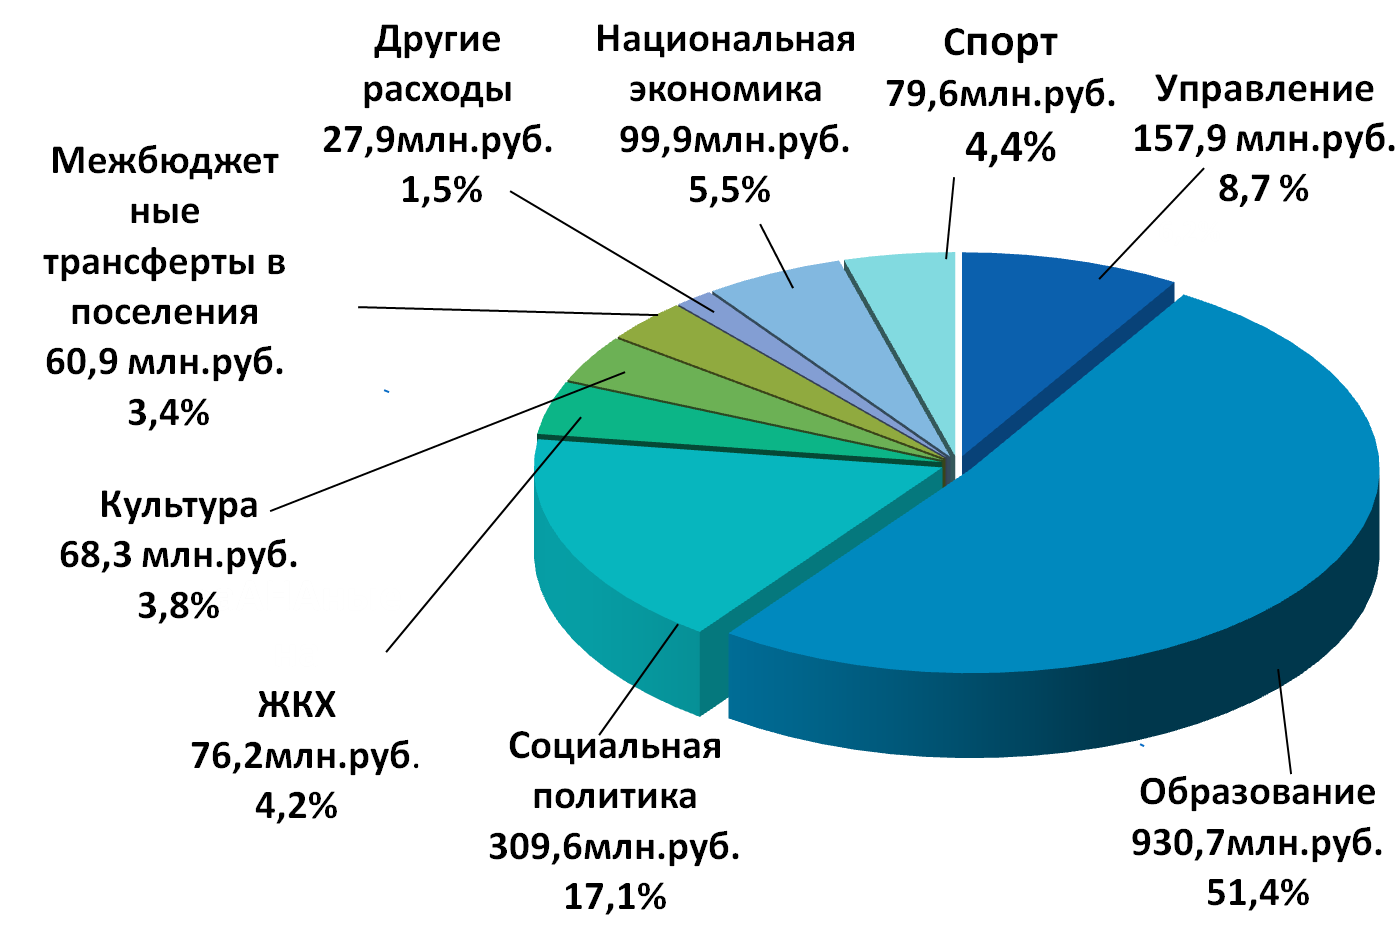 Другие
расходы
27,9млн.руб.
1,5%
Национальная
экономика
99,9млн.руб.
5,5%
Спорт
79,6млн.руб.
4,4%
Управление
157,9 млн.руб.
8,7 %
Межбюджет
ные
трансферты в
поселения
60,9 млн.руб.
3,4%
Культура
68,3 млн.руб.
3,8%
ЖКХ
76,2млн.руб.
4,2%
Социальная
политика
309,6млн.руб.
17,1%
Образование
930,7млн.руб.
51,4%